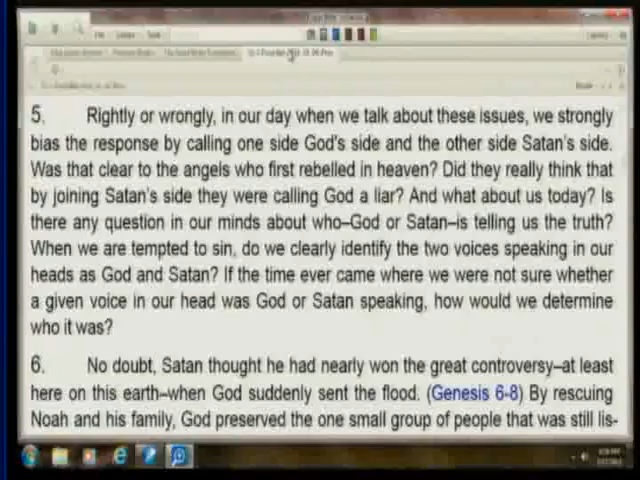 5. Rightly or wrongly, in our day when we talk about these issues, we strongly
bias the response by calling one side God's side and the other side Satan's side.
Was that clear to the angels who first rebelled in heaven? Did they really think that
by joining Satan's side they were calling God a liar? And what about us today? Is
there any question in our minds about who–God or Satan–is telling us the truth?
When we are tempted to sin, do we clearly identify the two voices speaking in our
heads as God and Satan? If the time ever came where we were not sure whether
a given voice in our head was God or Satan speaking, how would we determine
who it was?
6. No doubt, Satan thought he had nearly won the great controversy–at least
here on this earth–when God suddenly sent the flood. (Genesis 6-8) By rescuing
Noah and his family, God preserved the one small group of people that was still lis-